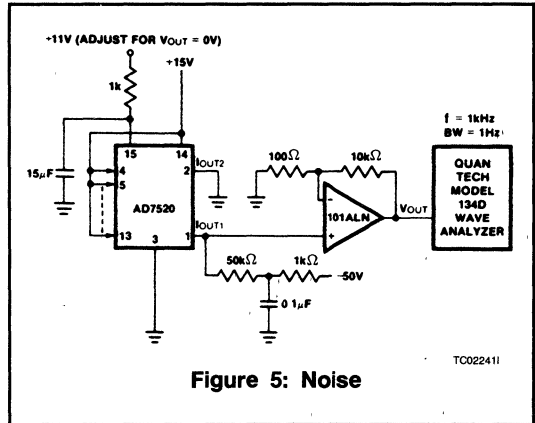 +11V (ADJUST FOR VOUT = 0V)
+15V
1k
f = 1kHz
BW = 1Hz
15µF
15
14
IOUT2
100Ω
10kΩ
4
5
2
AD7520
IOUT1
13
3
1
101ALN
-
+
VOUT
QUAN
TECH
MODEL
134D
WAVE
ANALYZER
50kΩ
1kΩ
-50V
0 1µF
TC02241I
Figure 5: Noise